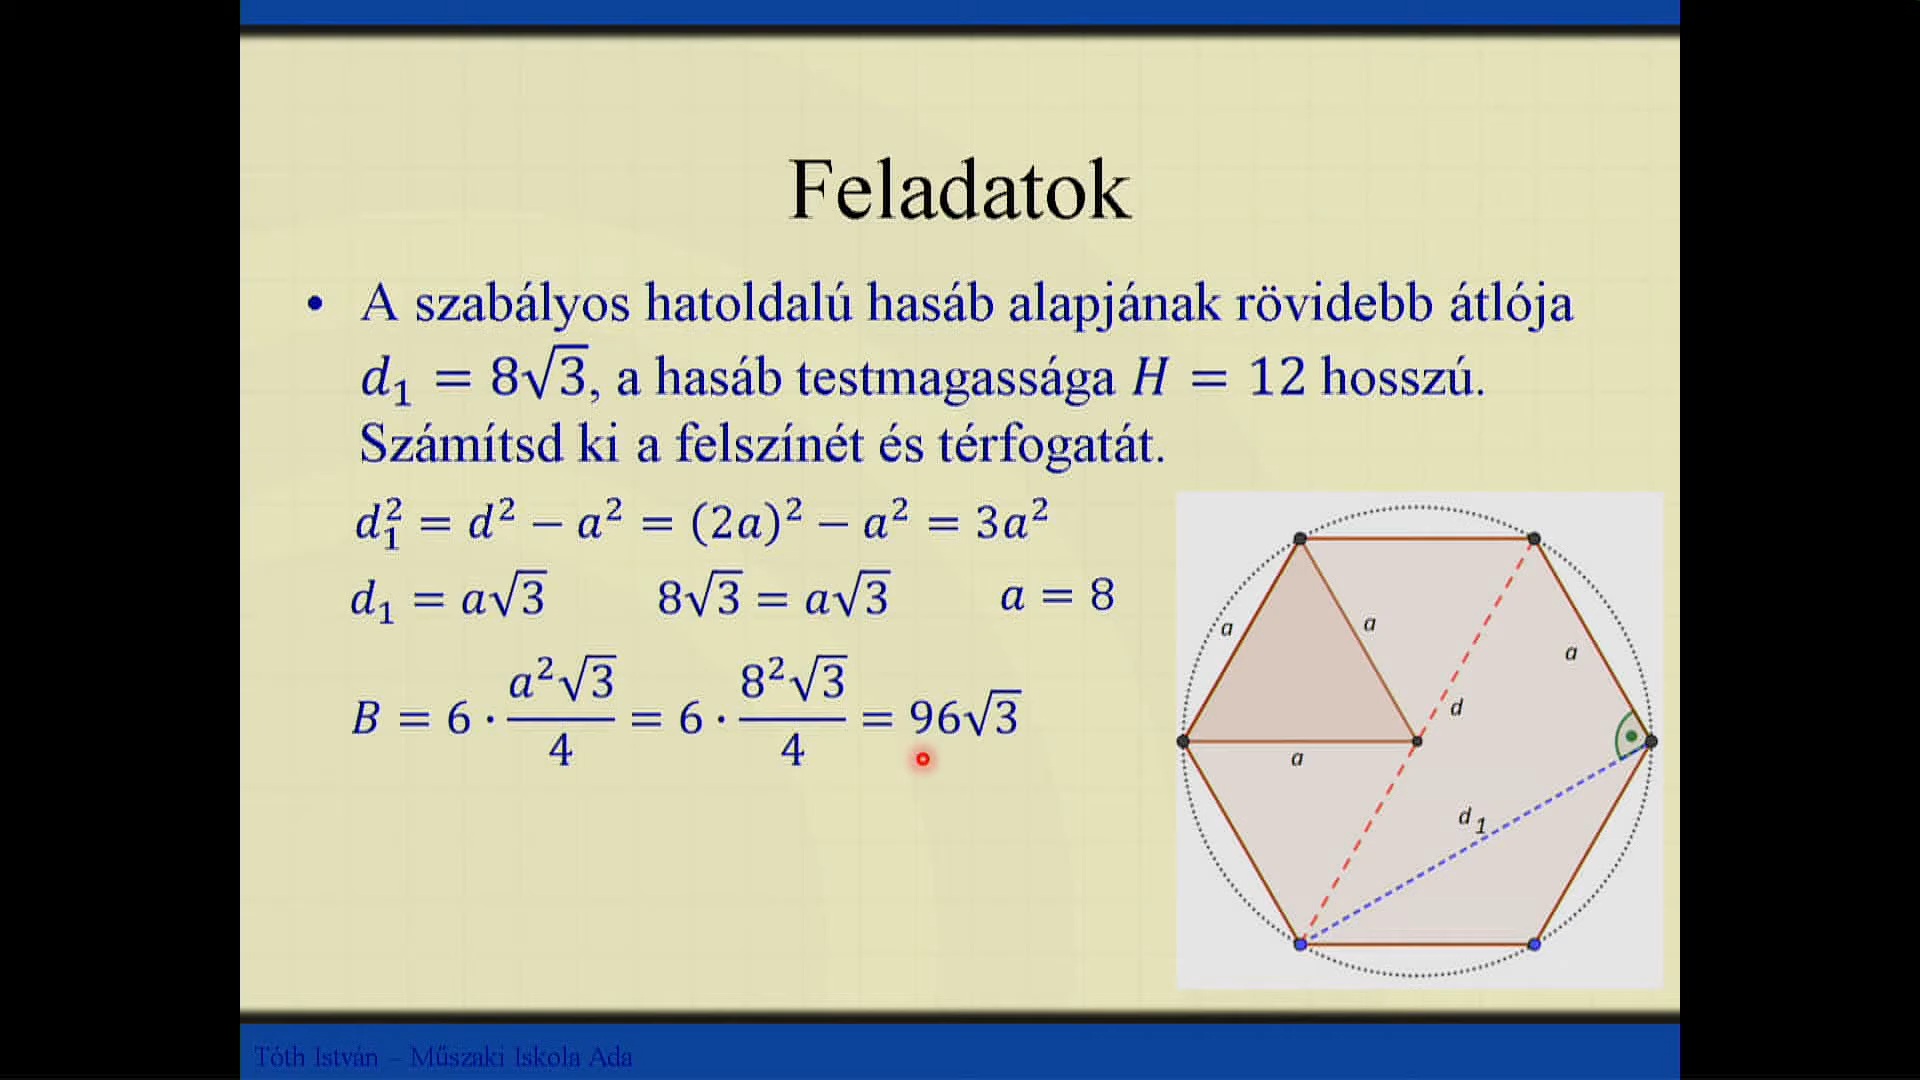 Feladatok
• A szabályos hatoldalú hasáb alapjának rövidebb átlója
d₁ = 8√3, a hasáb testmagassága H = 12 hosszú.
Számítsd ki a felszínét és térfogatát.
d₁² = d² − a² = (2a)² − a² = 3a²
d₁ = a√3 8√3 = a√3 a = 8
B = 6 · a²√3/4 = 6 · 8²√3/4 = 96√3
a
a
a
d
a
d₁
Tóth István – Műszaki Iskola Ada